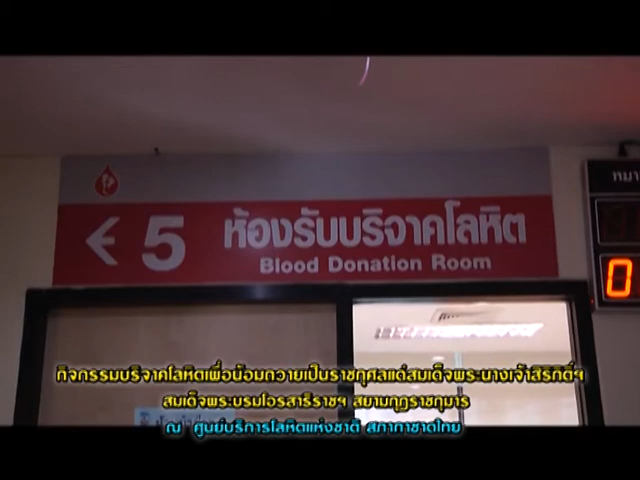 5 ห้องรับบริจาคโลหิต
Blood Donation Room
หมา
0
กิจกรรมบริจาคโลหิตเพื่อน้อมถวายเป็นราชกุศลแด่สมเด็จพระนางเจ้าสิริกิติ์ฯ
สมเด็จพระบรมโอรสาธิราชฯ สยามกุฎราชกุมาร
ณ ศูนย์บริการโลหิตแห่งชาติ สภากาชาดไทย